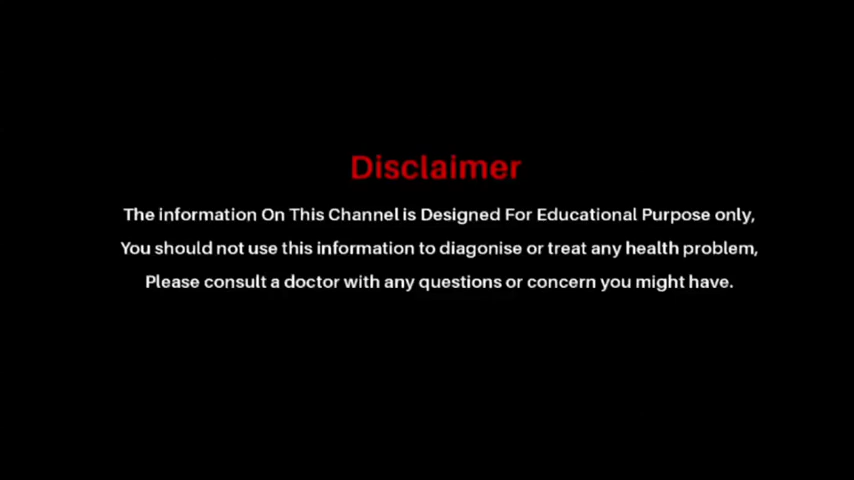 Disclaimer
The information On This Channel is Designed For Educational Purpose only,
You should not use this information to diagonise or treat any health problem,
Please consult a doctor with any questions or concern you might have.